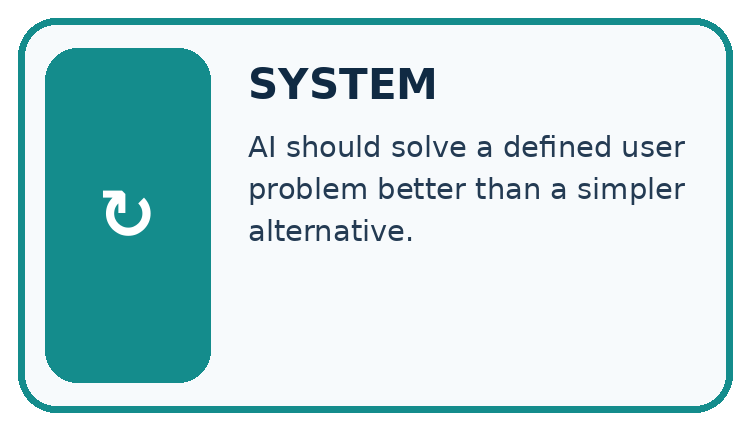 SYSTEM
AI should solve a defined user
problem better than a simpler
alternative.